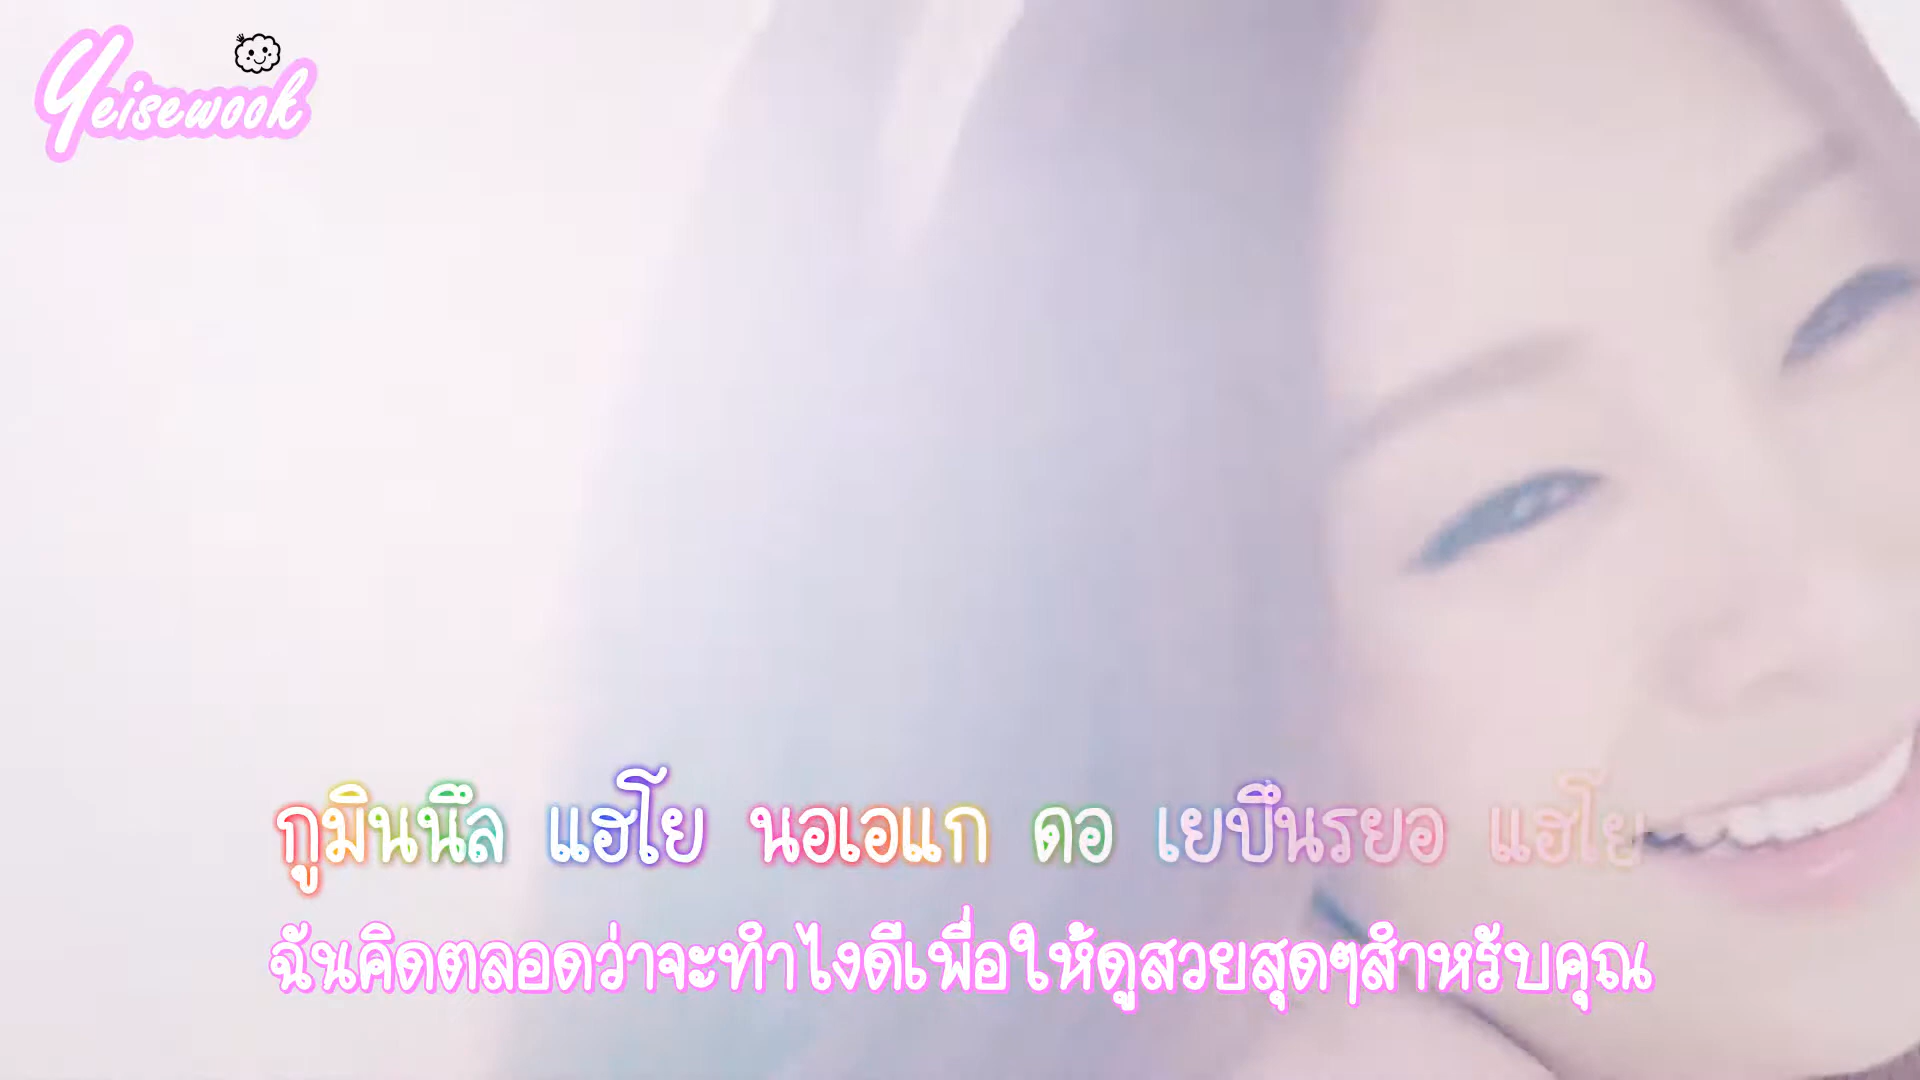 Yeisewook
กูมินนึล แฮโย นอเอแก ดอ เยปึนรยอ แฮโย
ฉันคิดตลอดว่าจะทำไงดีเพื่อให้ดูสวยสุดๆสำหรับคุณ